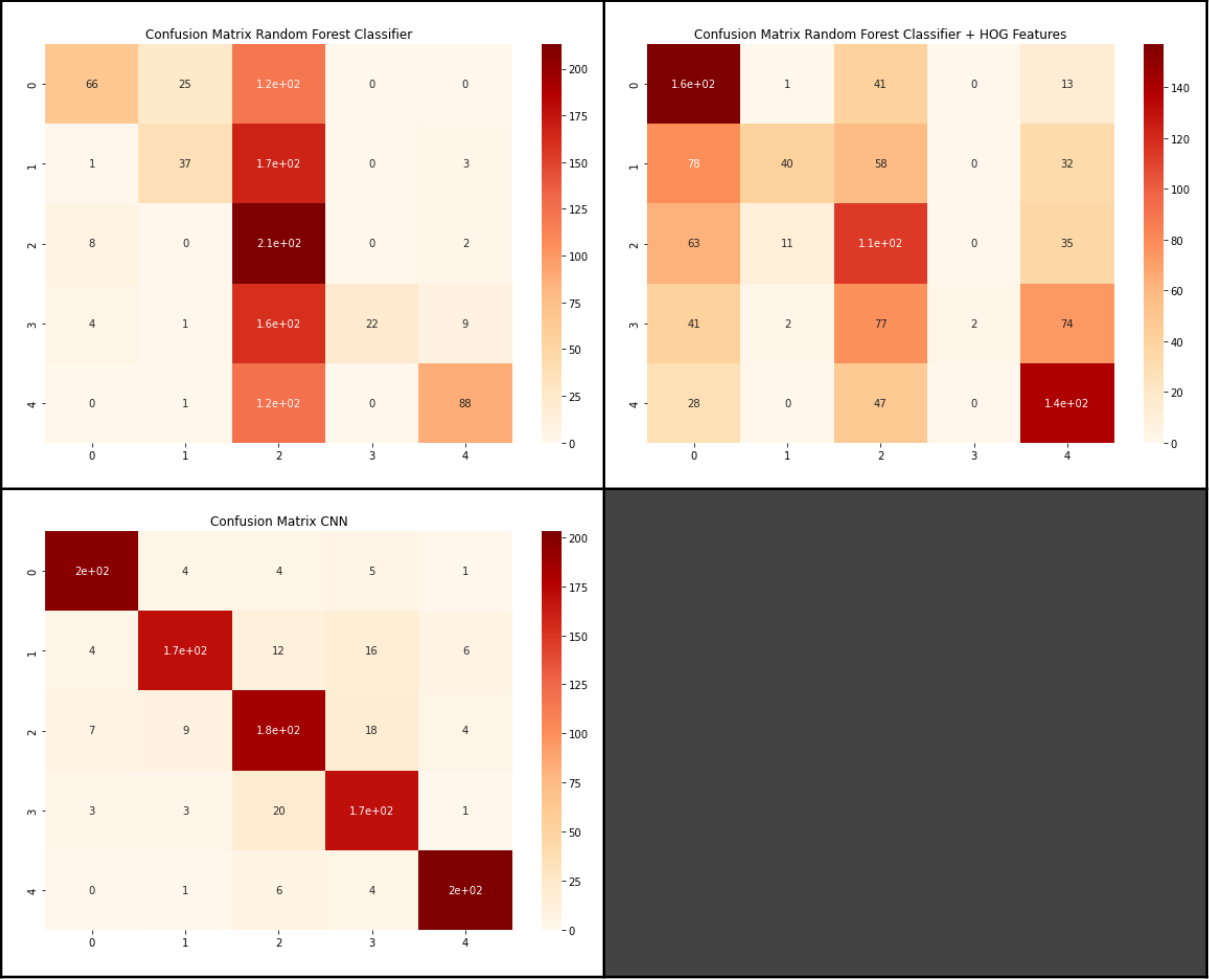 Confusion Matrix Random Forest Classifier
0 66 25 1.2e+02 0 0
1 1 37 1.7e+02 0 3
2 8 0 2.1e+02 0 2
3 4 1 1.6e+02 22 9
4 0 1 1.2e+02 0 88
0 1 2 3 4
200
175
150
125
100
75
50
25
0
Confusion Matrix Random Forest Classifier + HOG Features
0 1.6e+02 1 41 0 13
1 78 40 58 0 32
2 63 11 1.1e+02 0 35
3 41 2 77 2 74
4 28 0 47 0 1.4e+02
0 1 2 3 4
140
120
100
80
60
40
20
0
Confusion Matrix CNN
0 2e+02 4 4 5 1
1 4 1.7e+02 12 16 6
2 7 9 1.8e+02 18 4
3 3 3 20 1.7e+02 1
4 0 1 6 4 2e+02
0 1 2 3 4
200
175
150
125
100
75
50
25
0